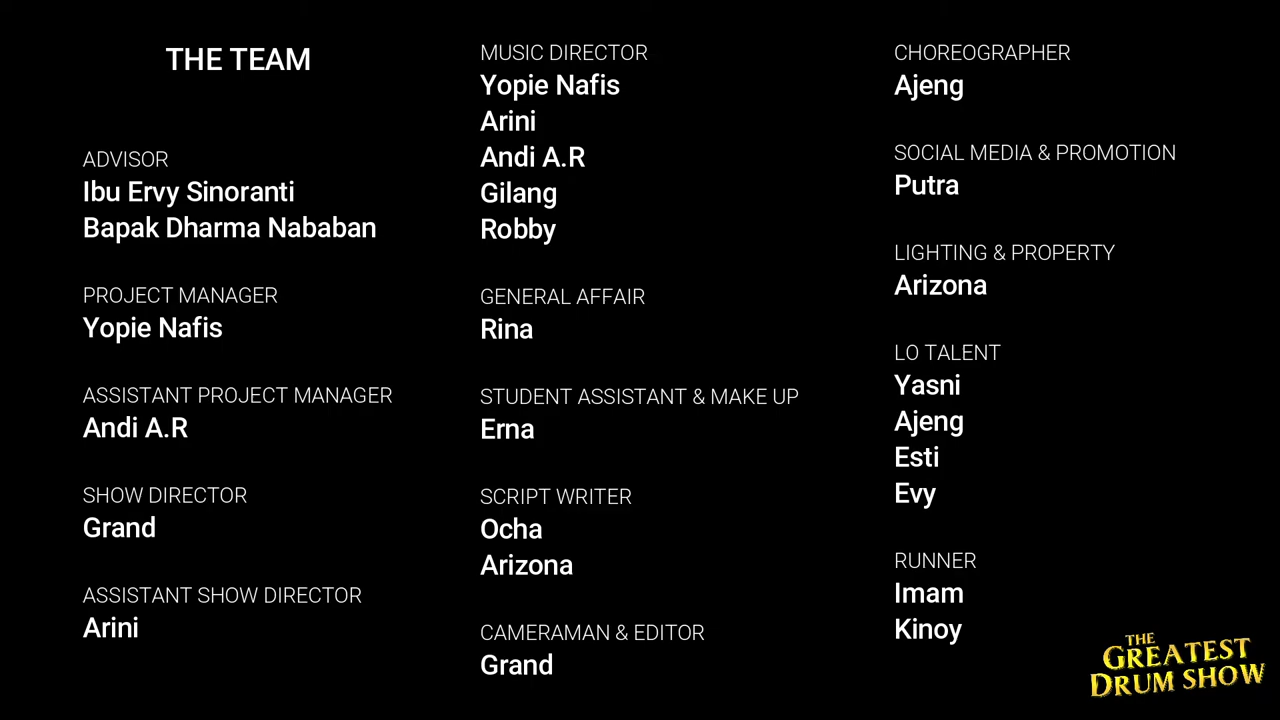 THE TEAM
ADVISOR
Ibu Ervy Sinoranti
Bapak Dharma Nababan
PROJECT MANAGER
Yopie Nafis
ASSISTANT PROJECT MANAGER
Andi A.R
SHOW DIRECTOR
Grand
ASSISTANT SHOW DIRECTOR
Arini
MUSIC DIRECTOR
Yopie Nafis
Arini
Andi A.R
Gilang
Robby
GENERAL AFFAIR
Rina
STUDENT ASSISTANT & MAKE UP
Erna
SCRIPT WRITER
Ocha
Arizona
CAMERAMAN & EDITOR
Grand
CHOREOGRAPHER
Ajeng
SOCIAL MEDIA & PROMOTION
Putra
LIGHTING & PROPERTY
Arizona
LO TALENT
Yasni
Ajeng
Esti
Evy
RUNNER
Imam
Kinoy
THE
GREATEST
DRUM SHOW